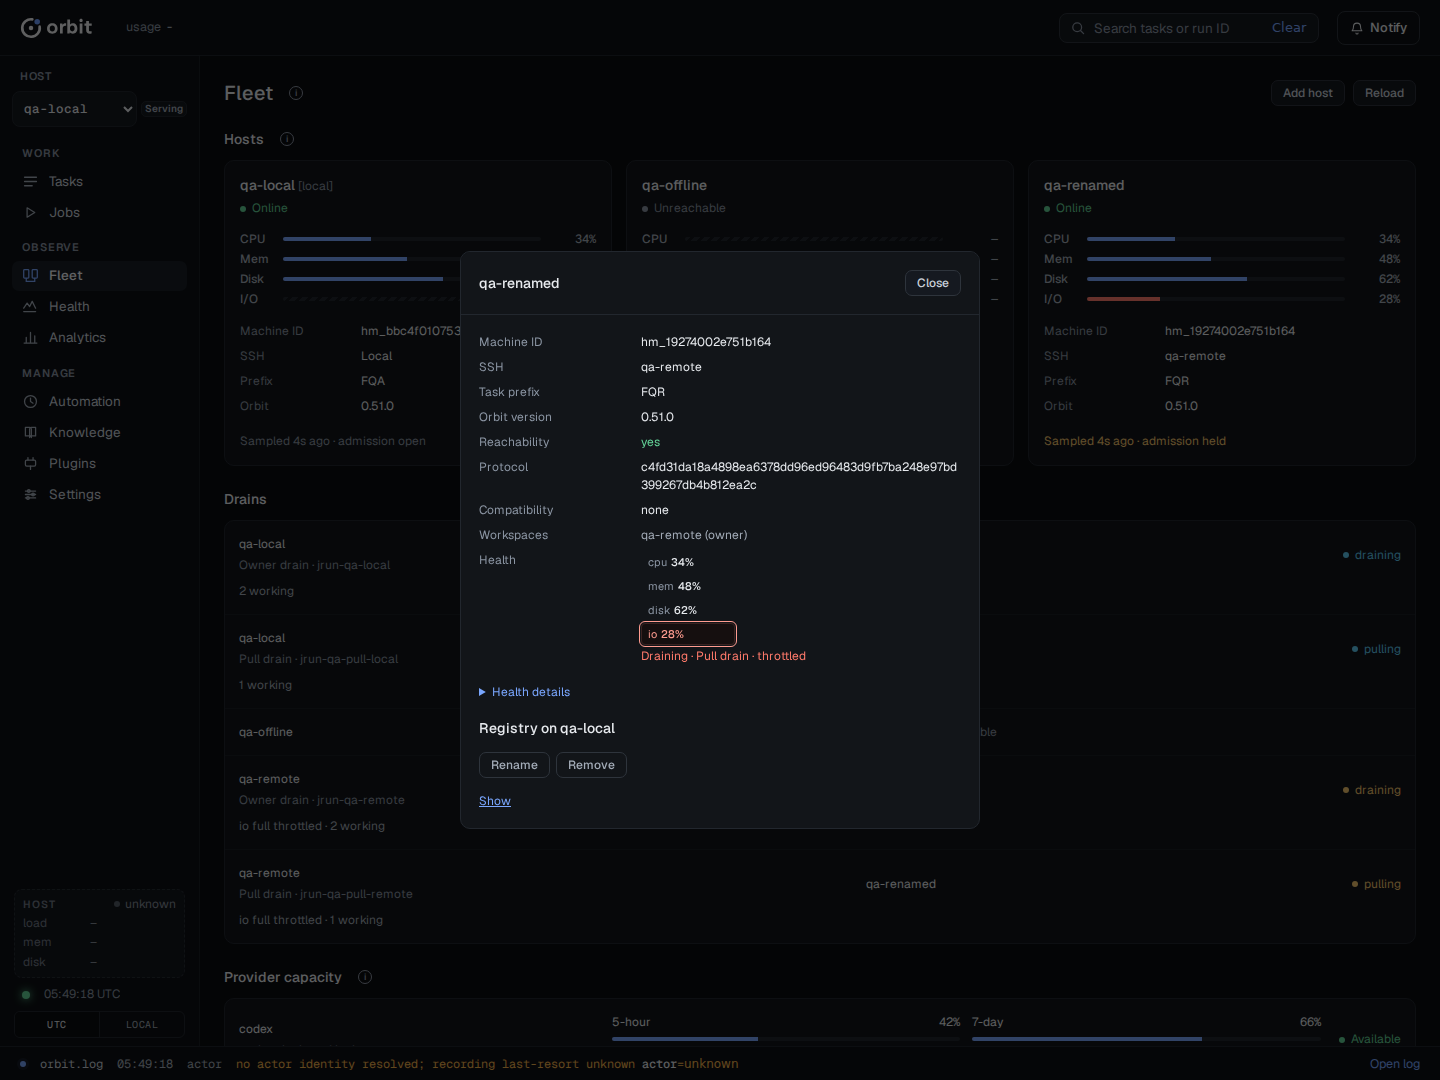 orbit
usage –
Search tasks or run ID
Clear
Notify
HOST
qa-local
Serving
WORK
Tasks
Jobs
OBSERVE
Fleet
Health
Analytics
MANAGE
Automation
Knowledge
Plugins
Settings
HOST
unknown
load –
mem –
disk –
05:49:18 UTC
UTC
LOCAL
Fleet
Add host
Reload
Hosts
qa-local [local]
Online
CPU 34%
Mem
Disk
I/O
Machine ID hm_bbc4f010753
SSH Local
Prefix FQA
Orbit 0.51.0
Sampled 4s ago · admission open
qa-offline
Unreachable
CPU –
–
–
–
qa-renamed
Online
CPU 34%
Mem 48%
Disk 62%
I/O 28%
Machine ID hm_19274002e751b164
SSH qa-remote
Prefix FQR
Orbit 0.51.0
Sampled 4s ago · admission held
qa-renamed
Close
Machine ID hm_19274002e751b164
SSH qa-remote
Task prefix FQR
Orbit version 0.51.0
Reachability yes
Protocol c4fd31da18a4898ea6378dd96ed96483d9fb7ba248e97bd
399267db4b812ea2c
Compatibility none
Workspaces qa-remote (owner)
Health cpu 34%
mem 48%
disk 62%
io 28%
Draining · Pull drain · throttled
Health details
Registry on qa-local
Rename
Remove
Show
Drains
qa-local
Owner drain · jrun-qa-local
2 working
draining
qa-local
Pull drain · jrun-qa-pull-local
1 working
pulling
qa-offline
ble
qa-remote
Owner drain · jrun-qa-remote
io full throttled · 2 working
draining
qa-remote
Pull drain · jrun-qa-pull-remote
io full throttled · 1 working
qa-renamed
pulling
Provider capacity
codex
5-hour 42%
7-day 66%
Available
orbit.log 05:49:18 actor no actor identity resolved; recording last-resort unknown actor=unknown
Open log